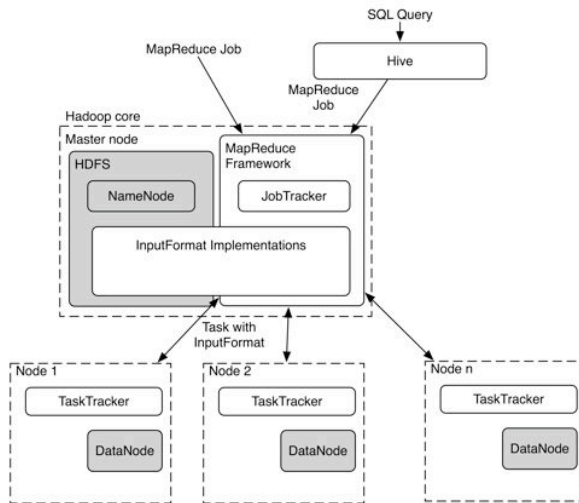 SQL Query
Hive
MapReduce Job
MapReduce
Job
Hadoop core
Master node
HDFS
MapReduce
Framework
NameNode
JobTracker
InputFormat Implementations
Task with
InputFormat
Node 1
Node 2
Node n
TaskTracker
TaskTracker
TaskTracker
DataNode
DataNode
DataNode